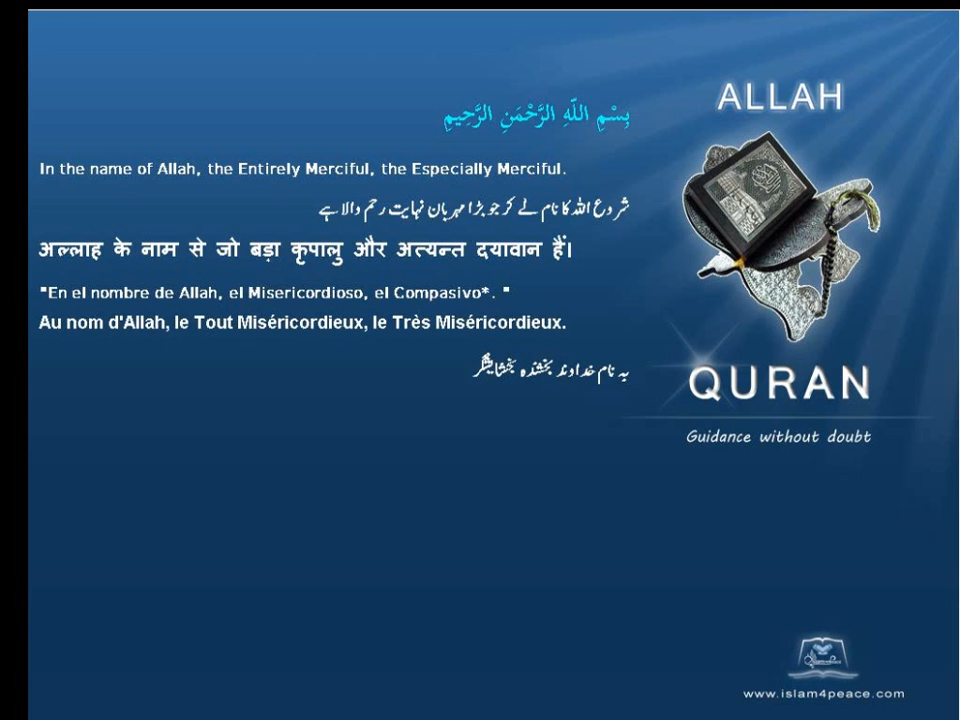 بِسْمِ اللّهِ الرَّحْمَنِ الرَّحِيمِ
In the name of Allah, the Entirely Merciful, the Especially Merciful.
شروع اللہ کا نام لے کر جو بڑا مہربان نہایت رحم والا ہے
अल्लाह के नाम से जो बड़ा कृपालु और अत्यन्त दयावान हैं।
"En el nombre de Allah, el Misericordioso, el Compasivo*. "
Au nom d'Allah, le Tout Miséricordieux, le Très Miséricordieux.
به نام خداوند بخشنده بخشایشگر
ALLAH
QURAN
Guidance without doubt
www.islam4peace.com